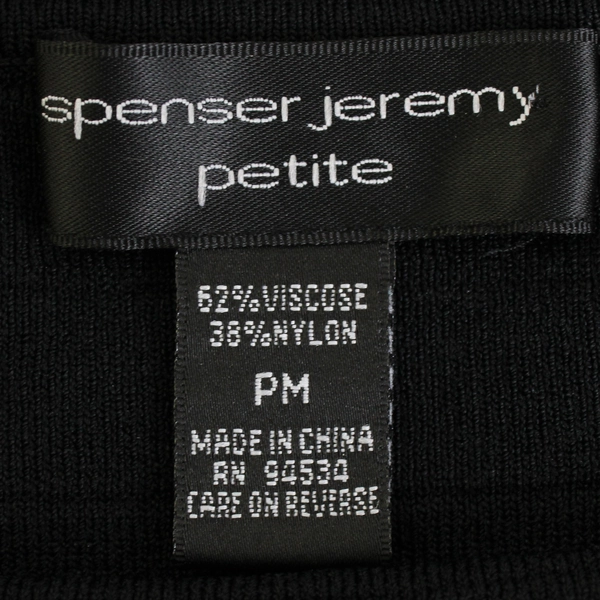 spenser jeremy
petite
62%VISCOSE
38%NYLON
PM
MADE IN CHINA
RN 94534
CARE ON REVERSE